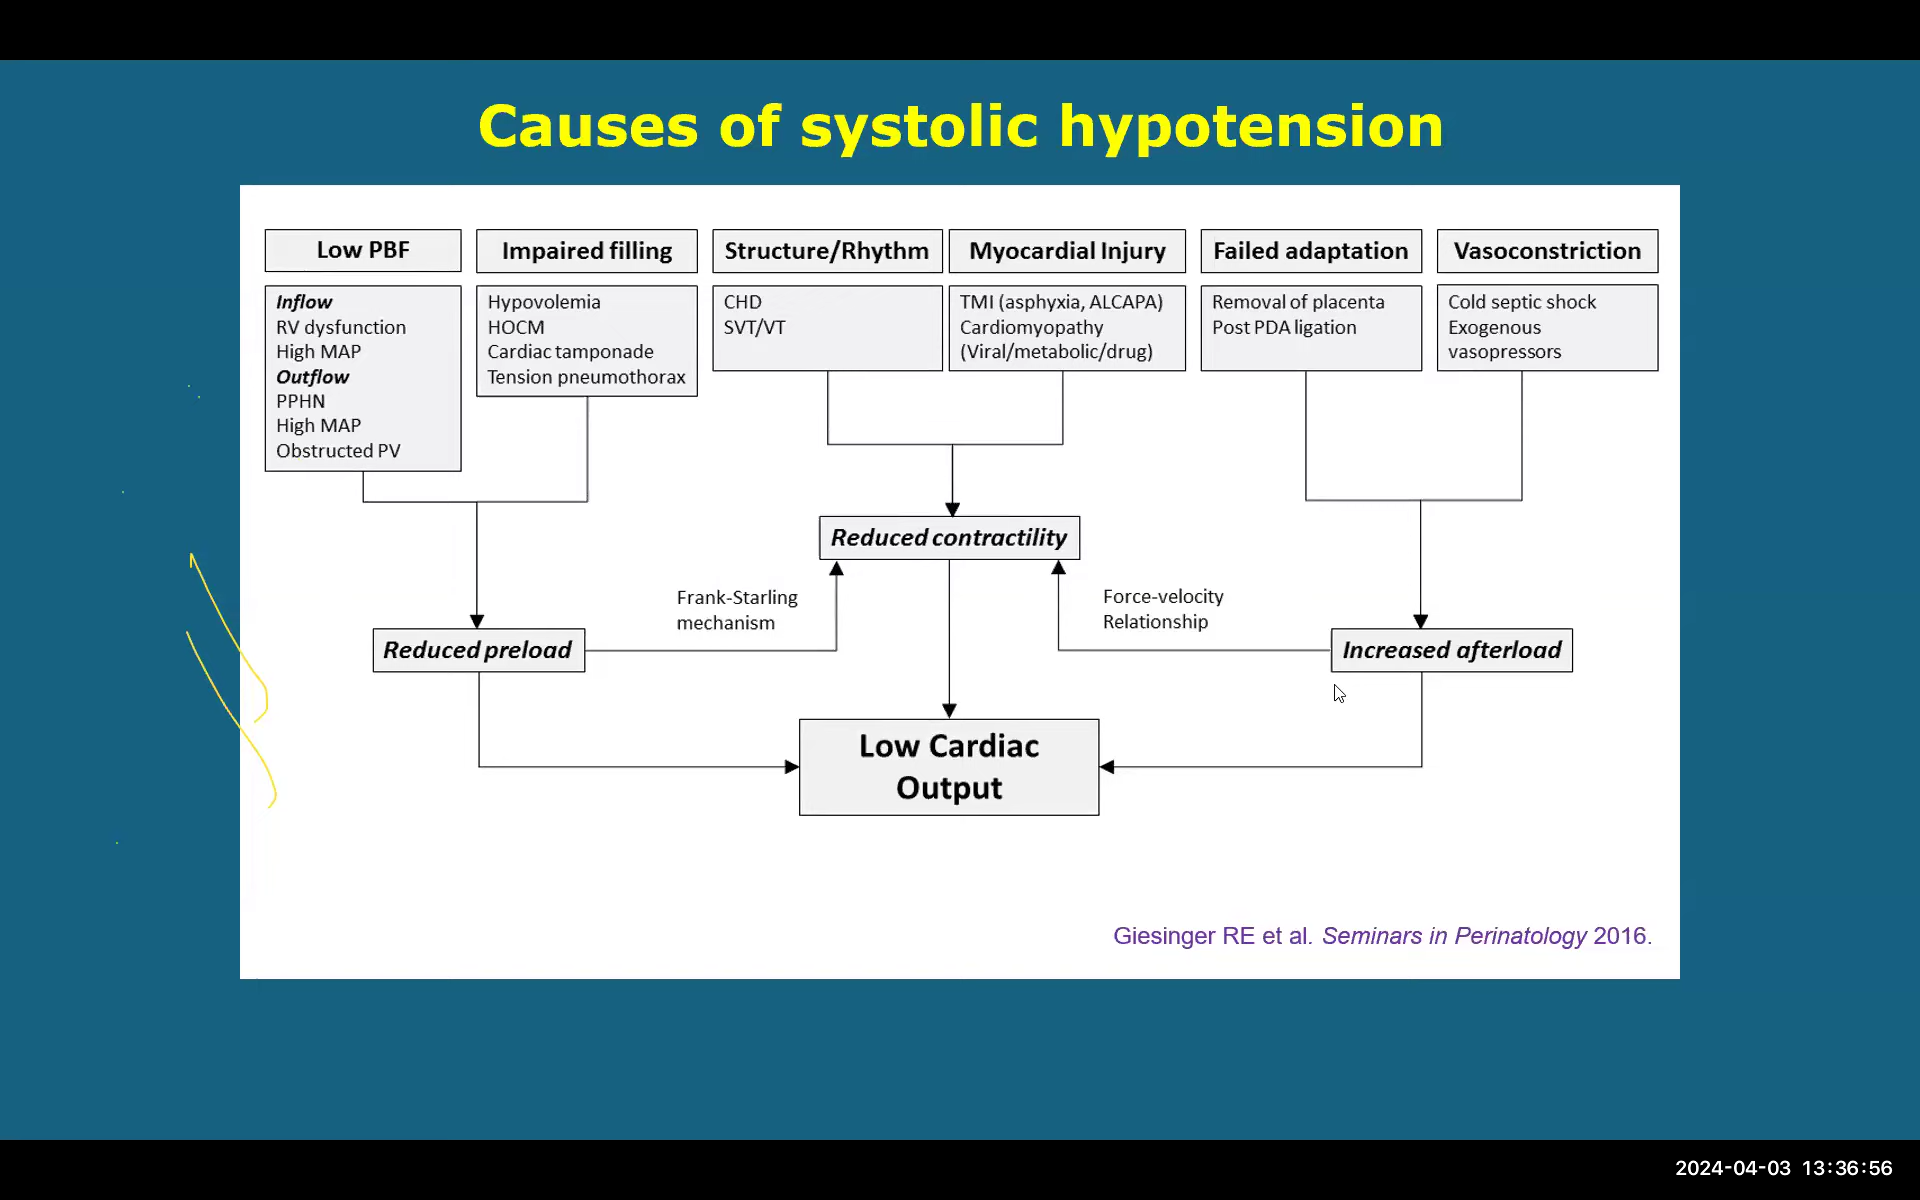 Causes of systolic hypotension
Low PBF
Inflow
RV dysfunction
High MAP
Outflow
PPHN
High MAP
Obstructed PV
Impaired filling
Hypovolemia
HOCM
Cardiac tamponade
Tension pneumothorax
Structure/Rhythm
CHD
SVT/VT
Myocardial Injury
TMI (asphyxia, ALCAPA)
Cardiomyopathy
(Viral/metabolic/drug)
Failed adaptation
Removal of placenta
Post PDA ligation
Vasoconstriction
Cold septic shock
Exogenous
vasopressors
Reduced contractility
Frank-Starling
mechanism
Force-velocity
Relationship
Reduced preload
Increased afterload
Low Cardiac
Output
Giesinger RE et al. Seminars in Perinatology 2016.
2024-04-03 13:36:56